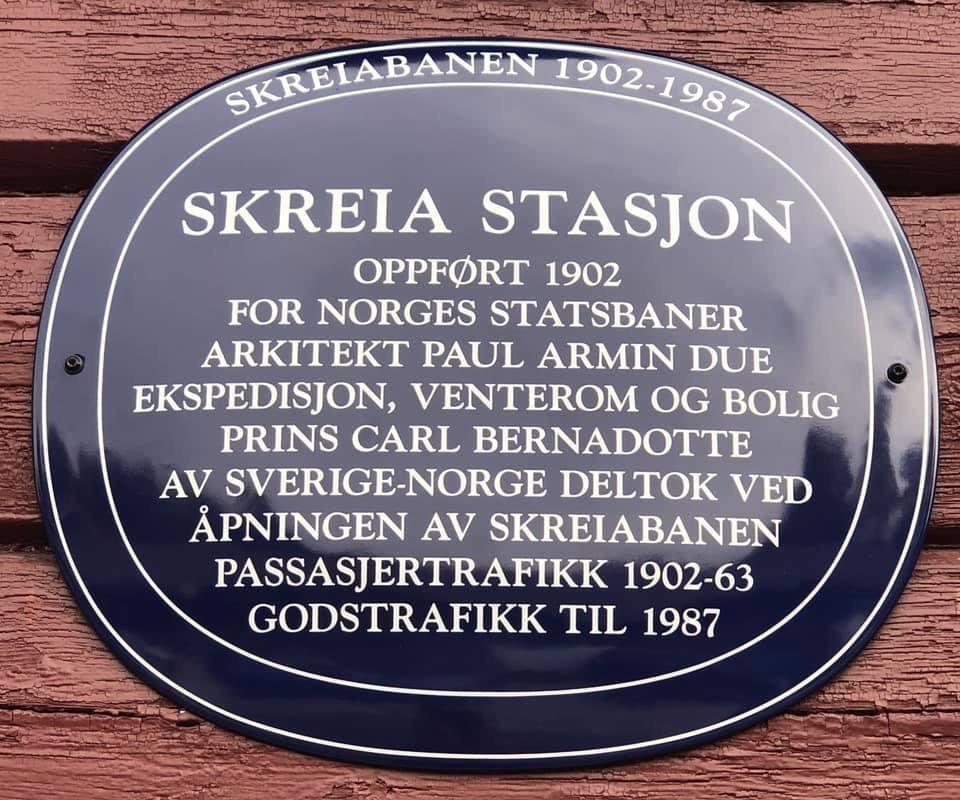 SKREIABANEN 1902-1987
SKREIA STASJON
OPPFØRT 1902
FOR NORGES STATSBANER
ARKITEKT PAUL ARMIN DUE
EKSPEDISJON, VENTEROM OG BOLIG
PRINS CARL BERNADOTTE
AV SVERIGE-NORGE DELTOK VED
ÅPNINGEN AV SKREIABANEN
PASSASJERTRAFIKK 1902-63
GODSTRAFIKK TIL 1987